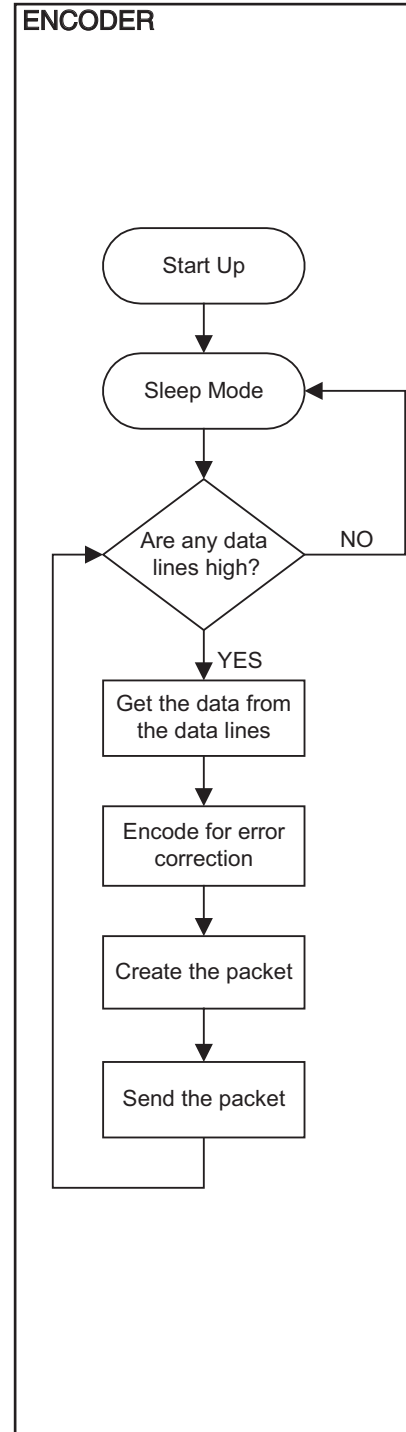 ENCODER
Start Up
Sleep Mode
Are any data
lines high?
NO
YES
Get the data from
the data lines
Encode for error
correction
Create the packet
Send the packet